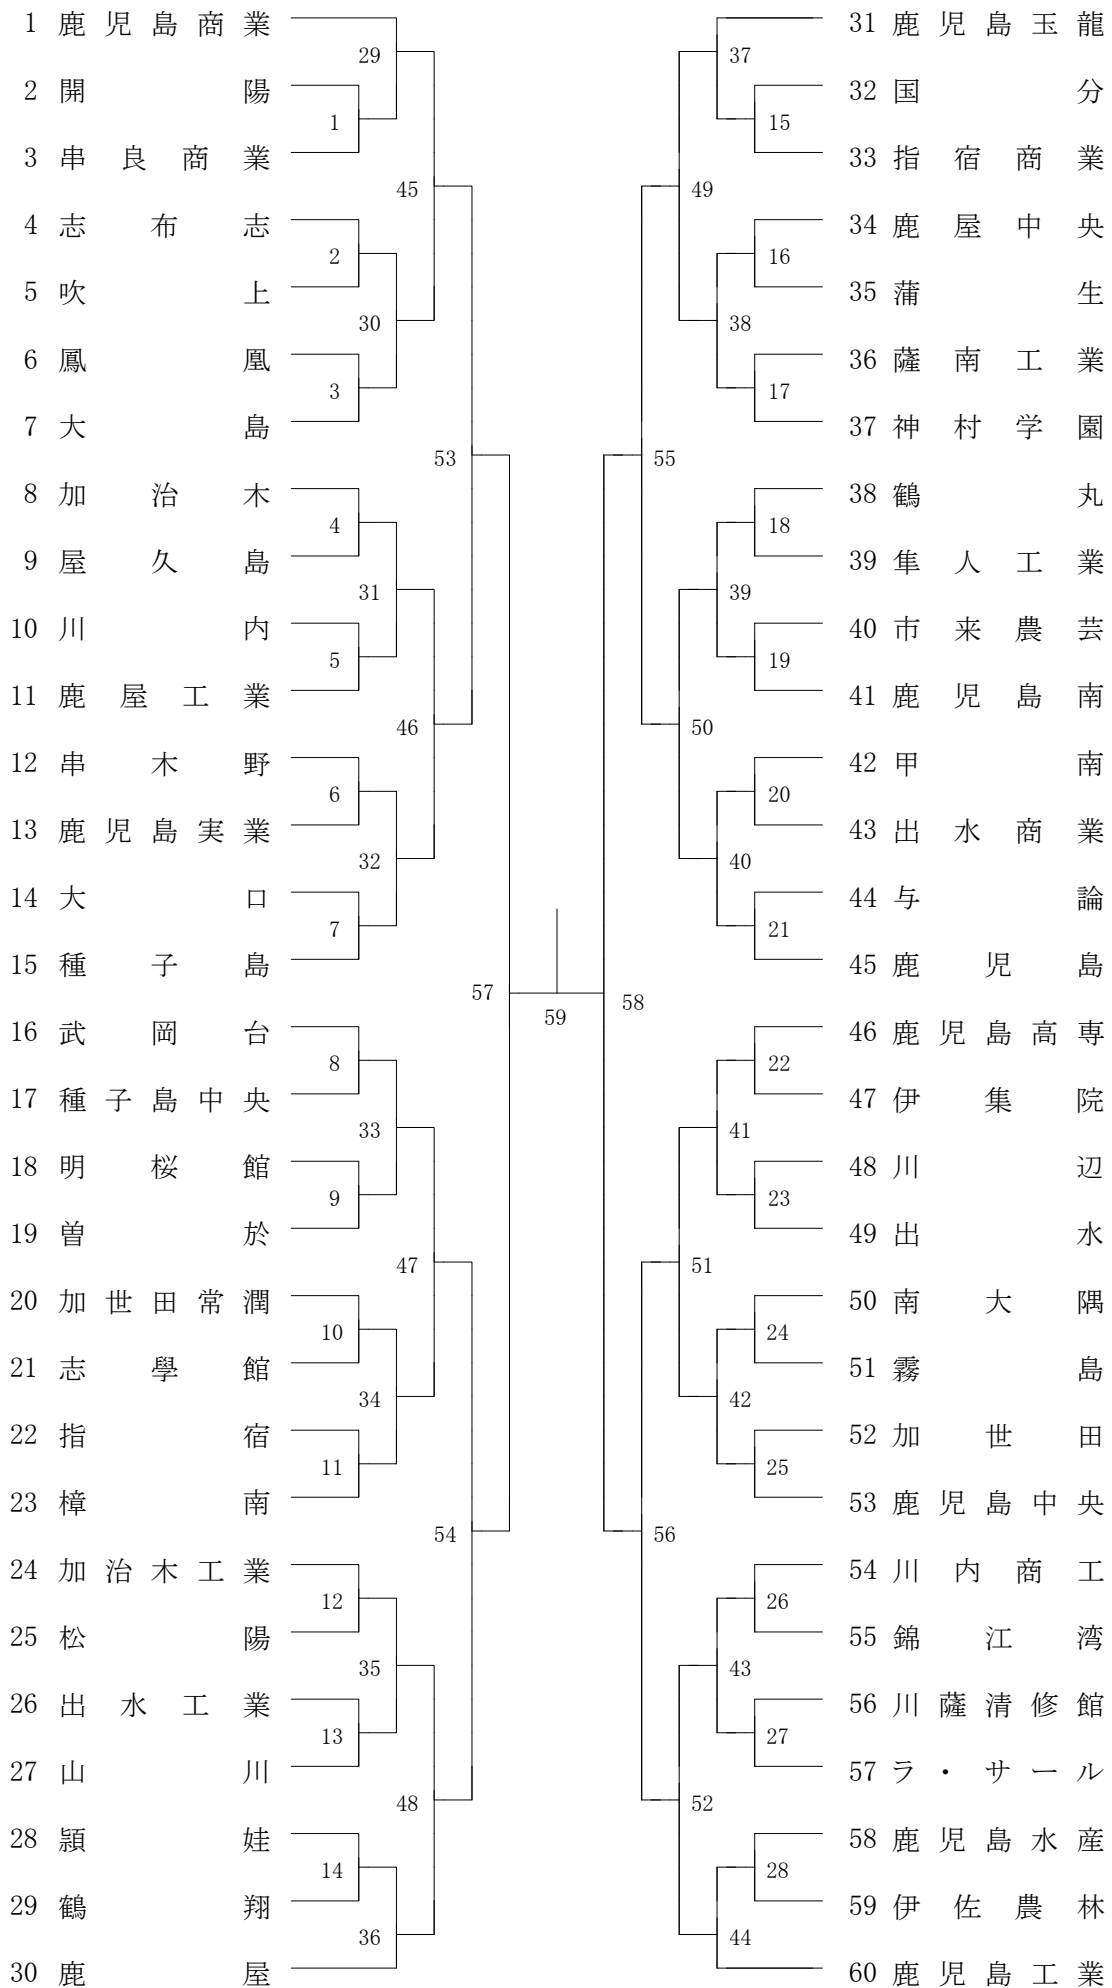 1 鹿児島商業
2 開陽
3 串良商業
4 志布志
5 吹上
6 鳳凰
7 大島
8 加治木
9 屋久島
10 川内
11 鹿屋工業
12 串木野
13 鹿児島実業
14 大口
15 種子島
16 武岡台
17 種子島中央
18 明桜館
19 曽於
20 加世田常潤
21 志學館
22 指宿
23 樟南
24 加治木工業
25 松陽
26 出水工業
27 山川
28 頴娃
29 鶴翔
30 鹿屋
29
1
45
2
30
3
53
4
31
5
46
6
32
7
57
8
33
9
47
10
34
11
54
12
35
13
48
14
36
59
58
37
15
49
16
38
17
55
18
39
19
50
20
40
21
22
41
23
51
24
42
25
56
26
43
27
52
28
44
31 鹿児島玉龍
32 国分
33 指宿商業
34 鹿屋中央
35 蒲生
36 薩南工業
37 神村学園
38 鶴丸
39 隼人工業
40 市来農芸
41 鹿児島南
42 甲南
43 出水商業
44 与論
45 鹿児島
46 鹿児島高専
47 伊集院
48 川辺
49 出水
50 南大隅
51 霧島
52 加世田
53 鹿児島中央
54 川内商工
55 錦江湾
56 川薩清修館
57 ラ・サール
58 鹿児島水産
59 伊佐農林
60 鹿児島工業